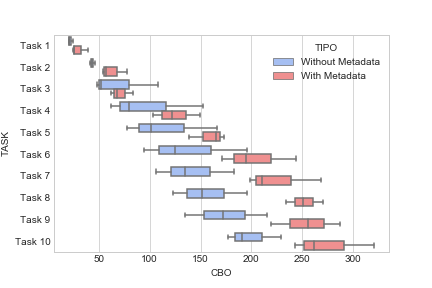 TIPO
Without Metadata
With Metadata
TASK
Task 1
Task 2
Task 3
Task 4
Task 5
Task 6
Task 7
Task 8
Task 9
Task 10
50 100 150 200 250 300
CBO